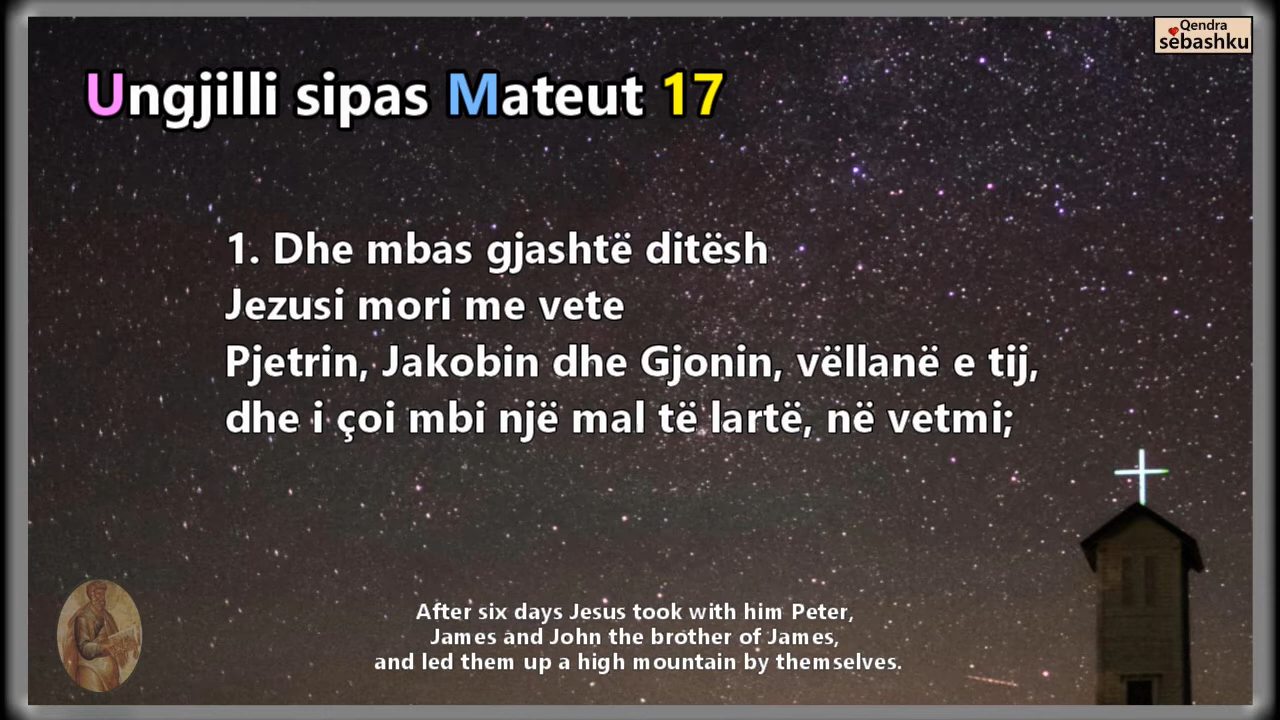 Qendra
sëbashku
Ungjilli sipas Mateut 17
1. Dhe mbas gjashtë ditësh
Jezusi mori me vete
Pjetrin, Jakobin dhe Gjonin, vëllanë e tij,
dhe i çoi mbi një mal të lartë, në vetmi;
After six days Jesus took with him Peter,
James and John the brother of James,
and led them up a high mountain by themselves.